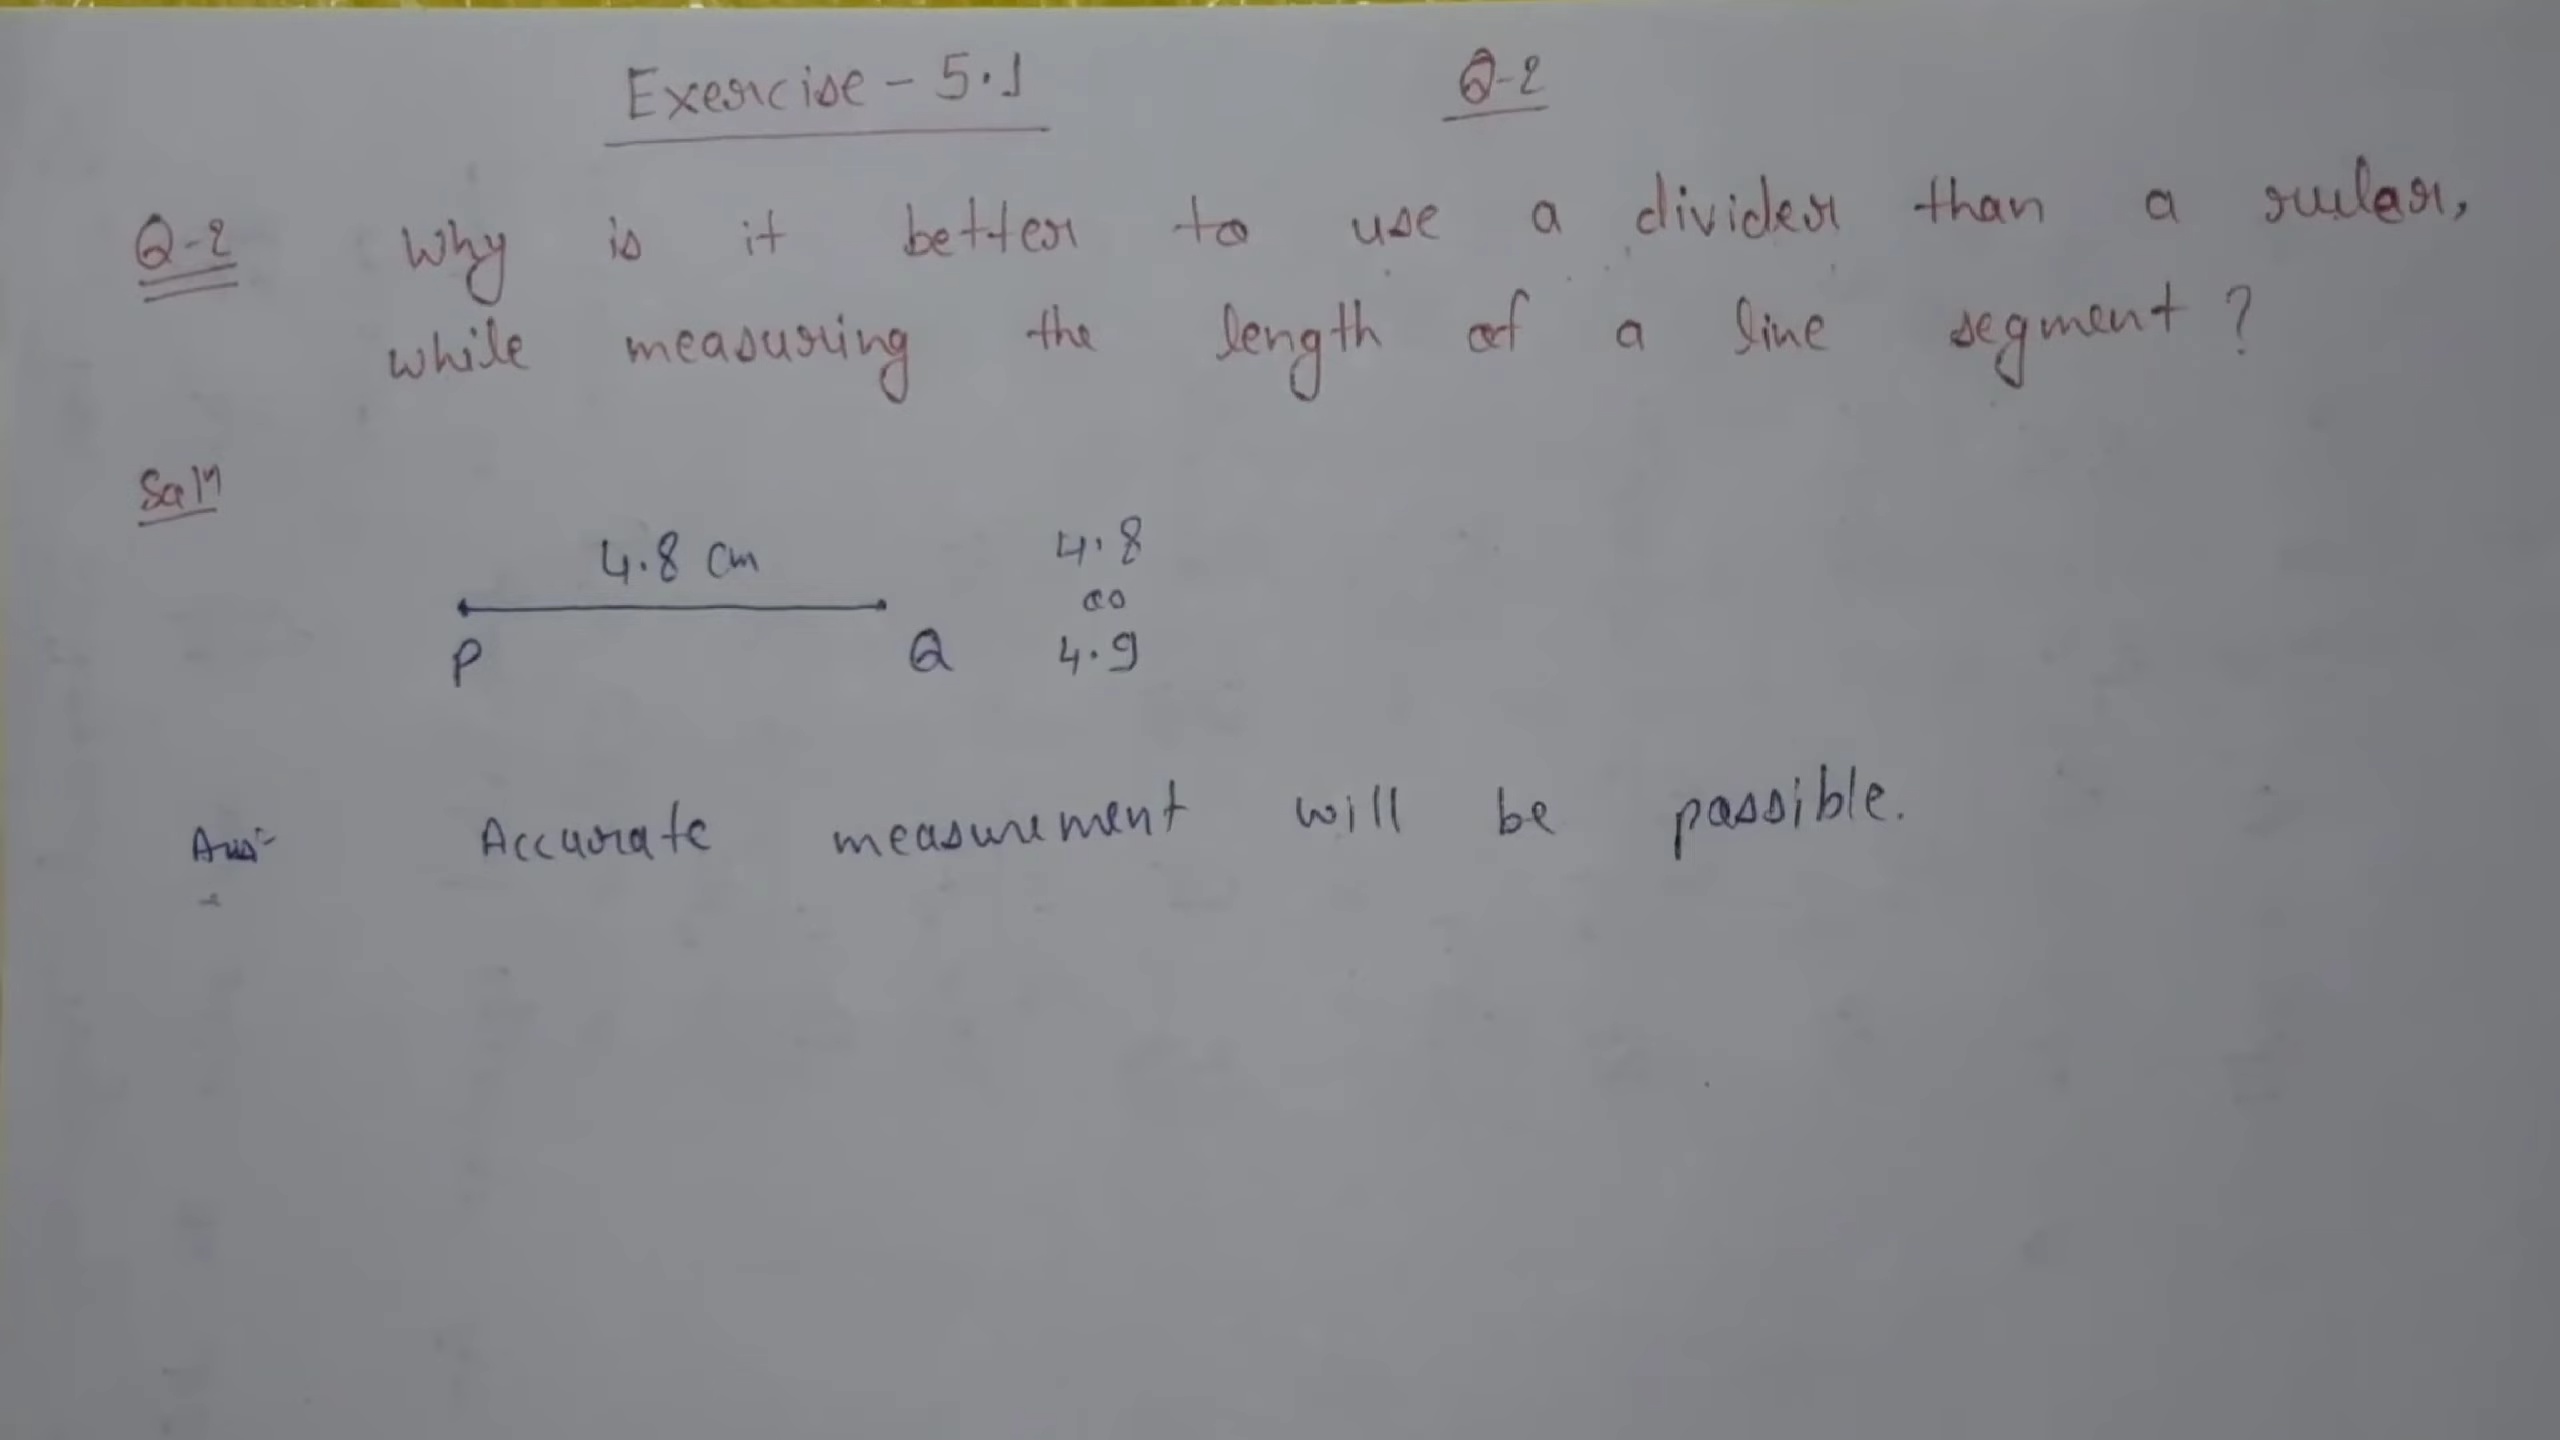 Exercise - 5.1 Q-2
Q-2 Why is it better to use a divider than a ruler,
while measuring the length of a line segment ?
Soln
4.8 cm 4.8
P Q 4.9
Ans:- Accurate measurement will be possible.